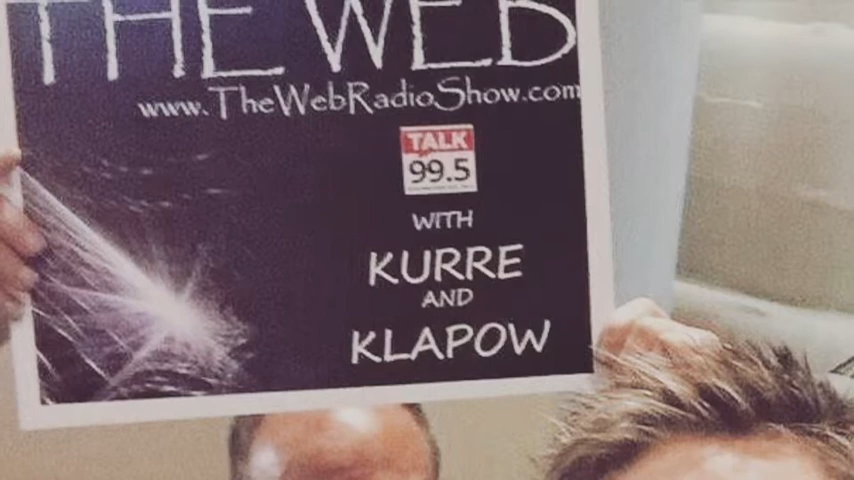 THE WEB
www.TheWebRadioShow.com
TALK
99.5
WITH
KURRE
AND
KLAPOW